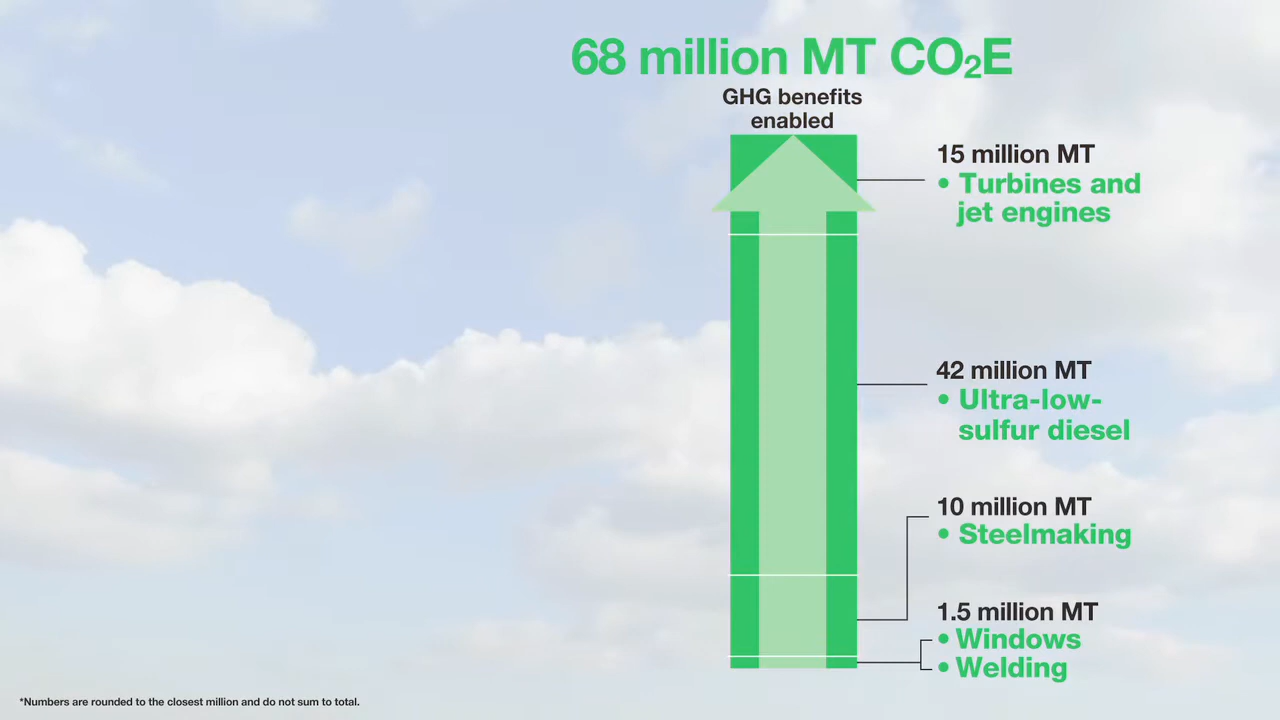 68 million MT CO₂E
GHG benefits
enabled
15 million MT
• Turbines and
jet engines
42 million MT
• Ultra-low-
sulfur diesel
10 million MT
• Steelmaking
1.5 million MT
• Windows
• Welding
*Numbers are rounded to the closest million and do not sum to total.